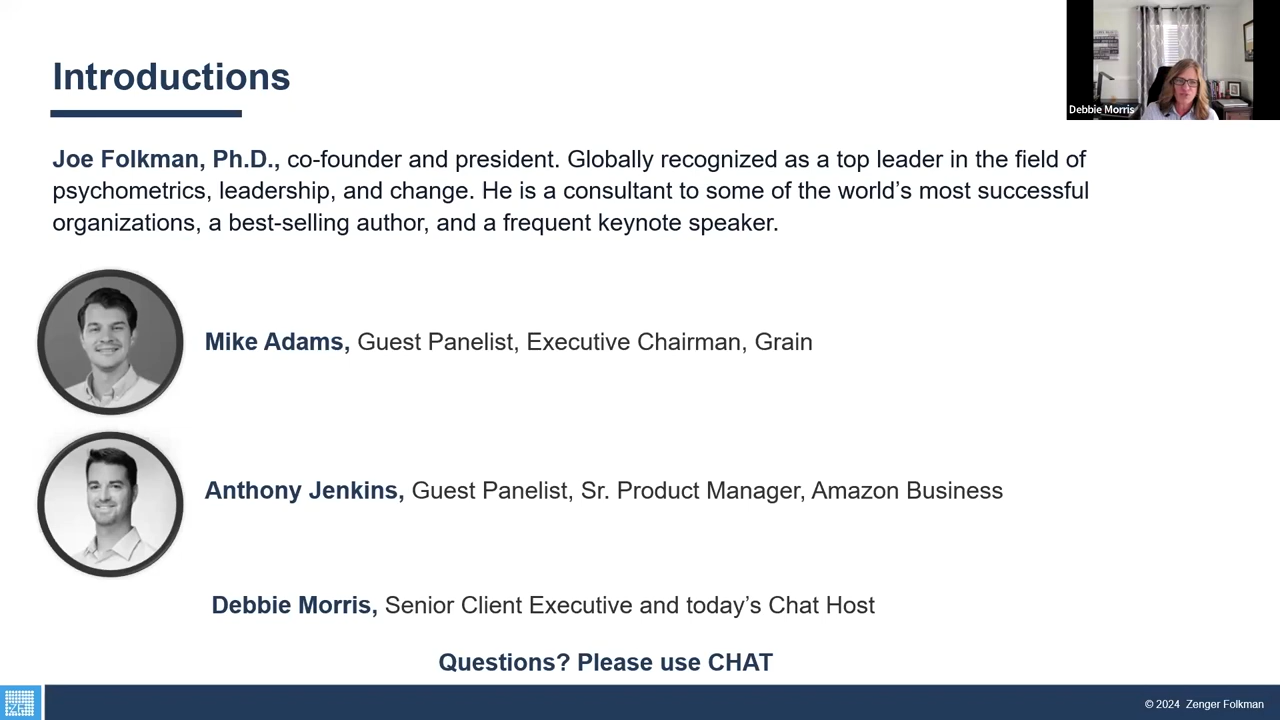 Introductions
Debbie Morris
Joe Folkman, Ph.D., co-founder and president. Globally recognized as a top leader in the field of
psychometrics, leadership, and change. He is a consultant to some of the world’s most successful
organizations, a best-selling author, and a frequent keynote speaker.
Mike Adams, Guest Panelist, Executive Chairman, Grain
Anthony Jenkins, Guest Panelist, Sr. Product Manager, Amazon Business
Debbie Morris, Senior Client Executive and today’s Chat Host
Questions? Please use CHAT
ZF
© 2024 Zenger Folkman